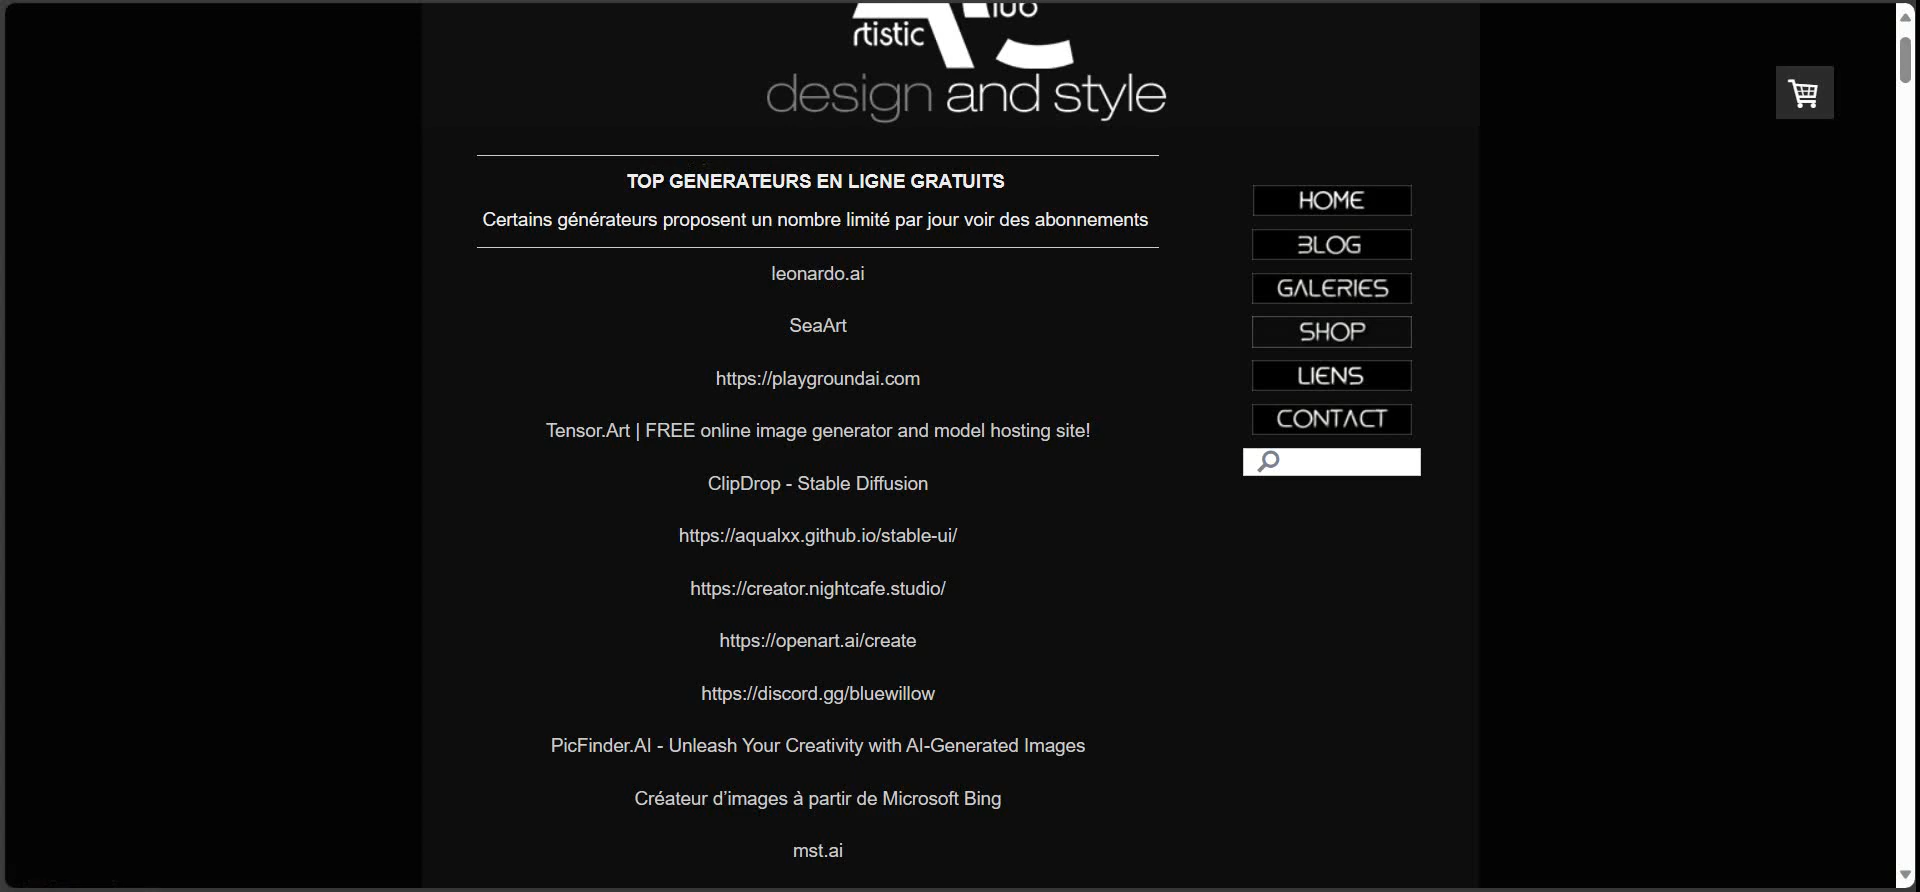 rtistic
design and style
TOP GENERATEURS EN LIGNE GRATUITS
Certains générateurs proposent un nombre limité par jour voir des abonnements
leonardo.ai
SeaArt
https://playgroundai.com
Tensor.Art | FREE online image generator and model hosting site!
ClipDrop - Stable Diffusion
https://aqualxx.github.io/stable-ui/
https://creator.nightcafe.studio/
https://openart.ai/create
https://discord.gg/bluewillow
PicFinder.AI - Unleash Your Creativity with AI-Generated Images
Créateur d’images à partir de Microsoft Bing
mst.ai
HOME
BLOG
GALERIES
SHOP
LIENS
CONTACT